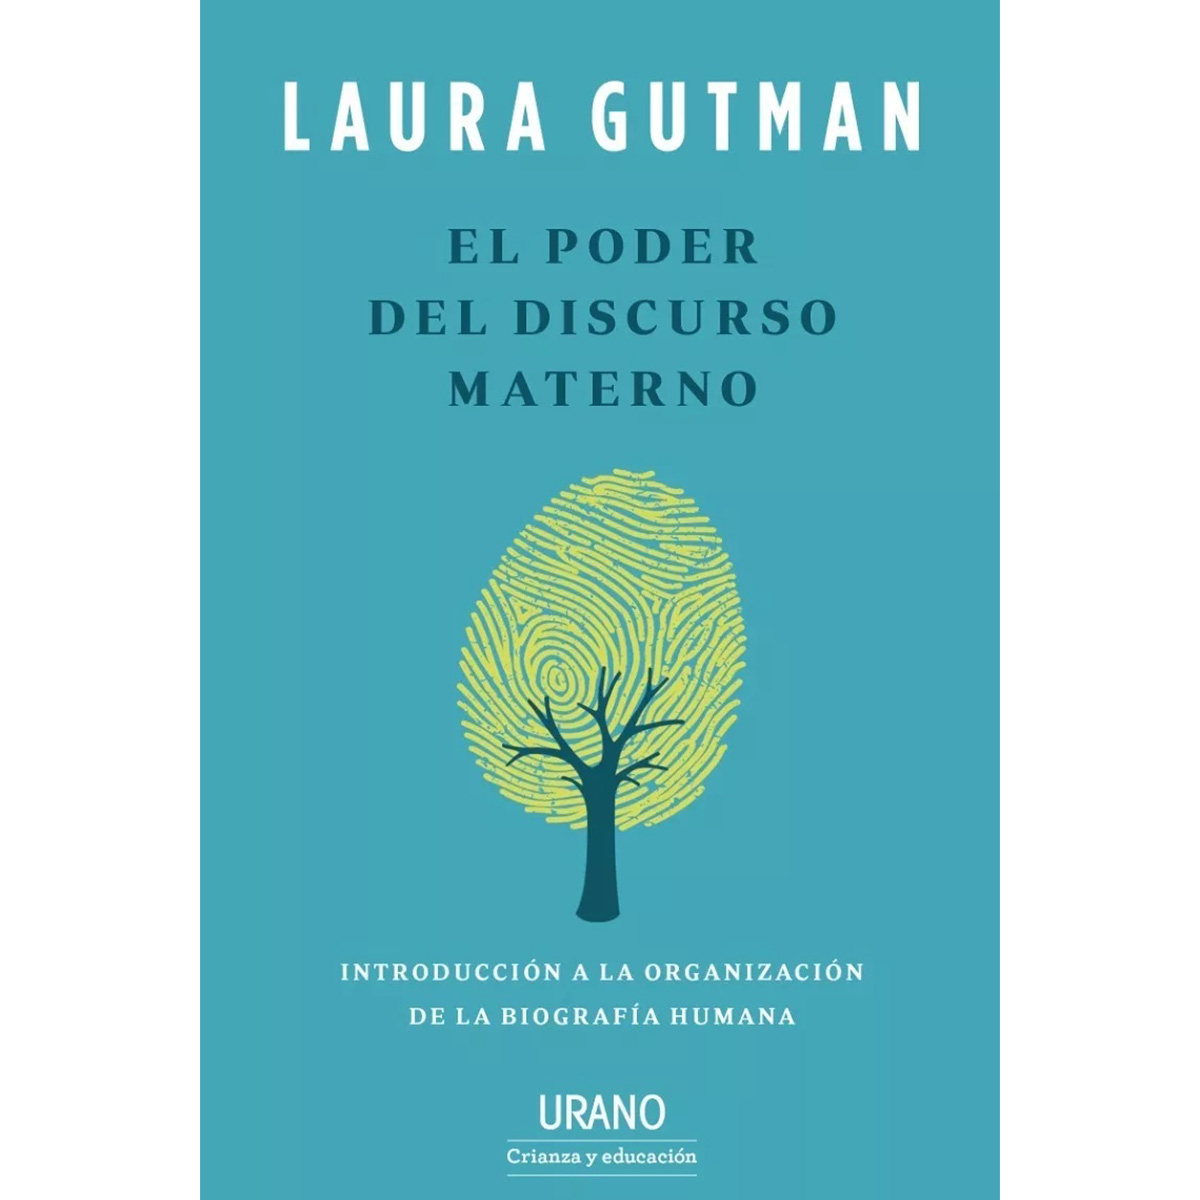 LAURA GUTMAN
EL PODER
DEL DISCURSO
MATERNO
INTRODUCCIÓN A LA ORGANIZACIÓN
DE LA BIOGRAFÍA HUMANA
URANO
Crianza y educación